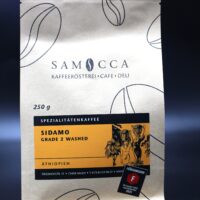 SAMOCCA
KAFFEERÖSTEREI • CAFE • DELI
250 g
SPEZIALITÄTENKAFFEE
SIDAMO
GRADE 2 WASHED
ÄTHIOPIEN
F